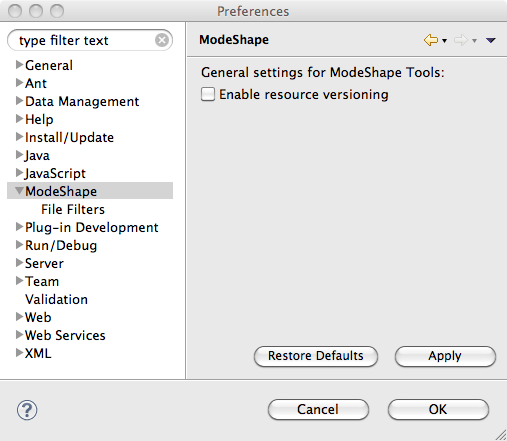 Preferences
type filter text
ModeShape
General settings for ModeShape Tools:
Enable resource versioning
General
Ant
Data Management
Help
Install/Update
Java
JavaScript
ModeShape
File Filters
Plug-in Development
Run/Debug
Server
Team
Validation
Web
Web Services
XML
Restore Defaults
Apply
?
Cancel
OK